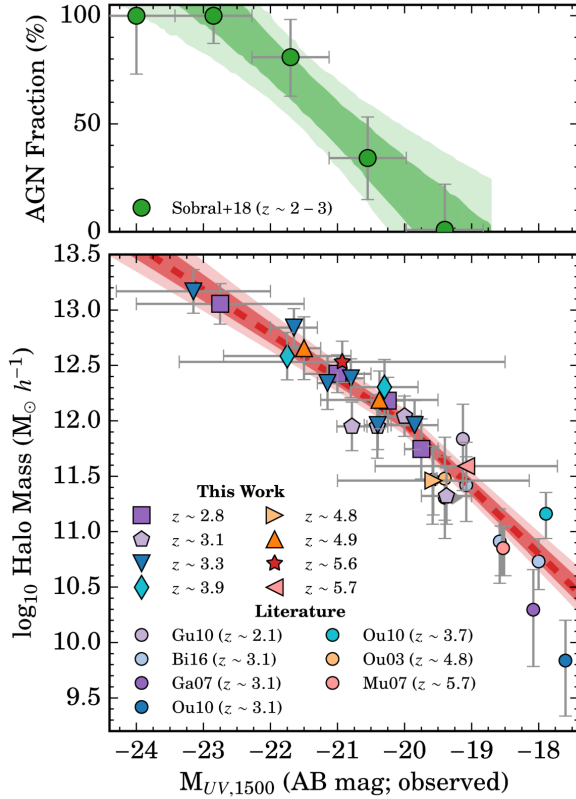 AGN Fraction (%)
100
50
0
Sobral+18 (z ∼ 2 − 3)
log₁₀ Halo Mass (M⊙ h⁻¹)
13.5
13.0
12.5
12.0
11.5
11.0
10.5
10.0
9.5
This Work
z ∼ 2.8
z ∼ 4.8
z ∼ 3.1
z ∼ 4.9
z ∼ 3.3
z ∼ 5.6
z ∼ 3.9
z ∼ 5.7
Literature
Gu10 (z ∼ 2.1)
Ou10 (z ∼ 3.7)
Bi16 (z ∼ 3.1)
Ou03 (z ∼ 4.8)
Ga07 (z ∼ 3.1)
Mu07 (z ∼ 5.7)
Ou10 (z ∼ 3.1)
−24 −23 −22 −21 −20 −19 −18
M_UV,1500 (AB mag; observed)